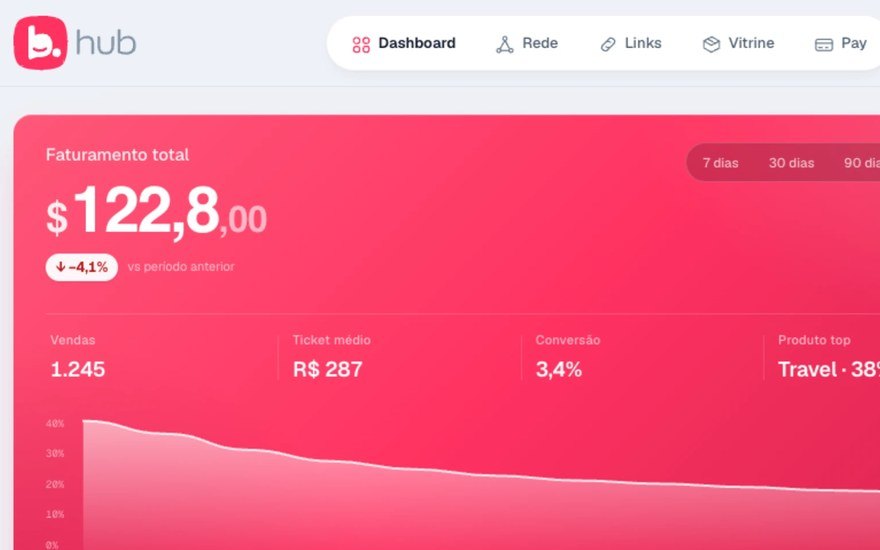 b. hub
Dashboard
Rede
Links
Vitrine
Pay
Faturamento total
7 dias
30 dias
90 dia
$122,8,00
↓ −4,1%
vs período anterior
Vendas
Ticket médio
Conversão
Produto top
1.245
R$ 287
3,4%
Travel · 38%
40%
30%
20%
10%
0%